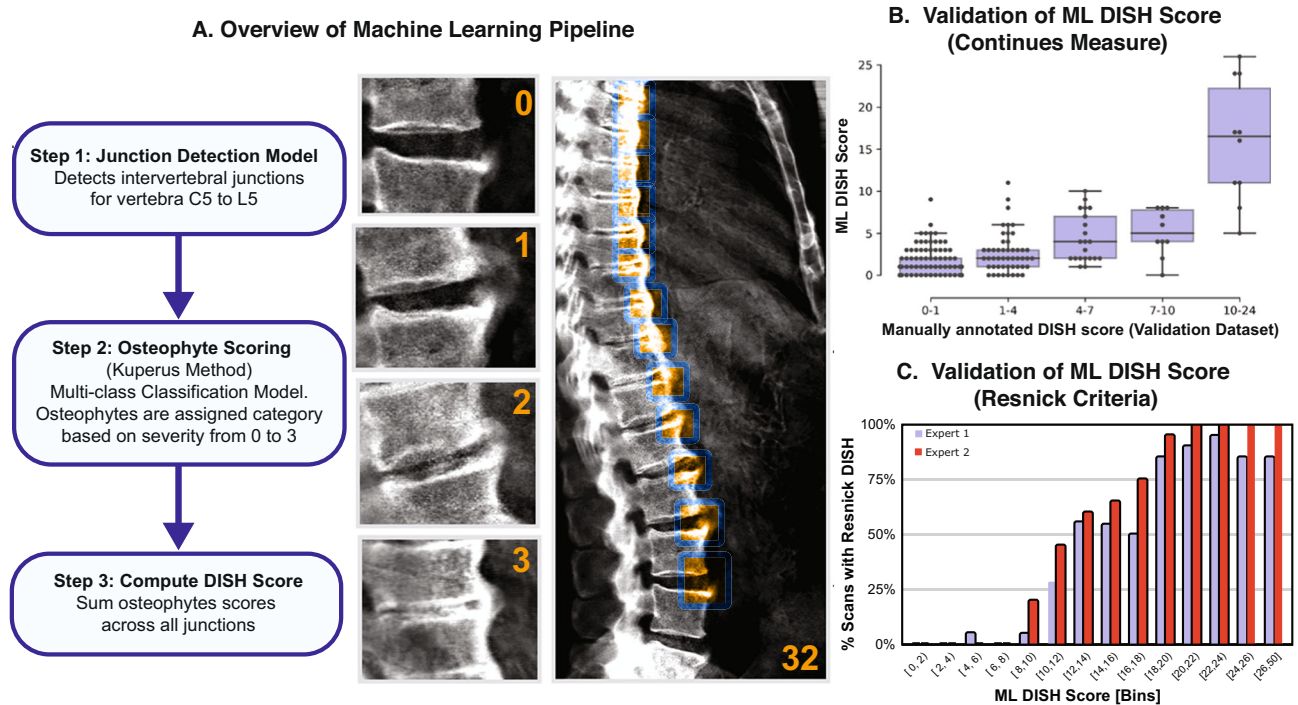 A. Overview of Machine Learning Pipeline
Step 1: Junction Detection Model
Detects intervertebral junctions
for vertebra C5 to L5
Step 2: Osteophyte Scoring
(Kuperus Method)
Multi-class Classification Model.
Osteophytes are assigned category
based on severity from 0 to 3
Step 3: Compute DISH Score
Sum osteophytes scores
across all junctions
0
1
2
3
32
B. Validation of ML DISH Score
(Continues Measure)
ML DISH Score
25
20
15
10
5
0
0-1 1-4 4-7 7-10 10-24
Manually annotated DISH score (Validation Dataset)
C. Validation of ML DISH Score
(Resnick Criteria)
% Scans with Resnick DISH
100%
75%
50%
25%
0%
Expert 1
Expert 2
[ 0, 2) [ 2, 4) [ 4, 6) [ 6, 8) [ 8,10) [10,12) [12,14) [14,16) [16,18) [18,20) [20,22) [22,24) [24,26) [26,50]
ML DISH Score [Bins]